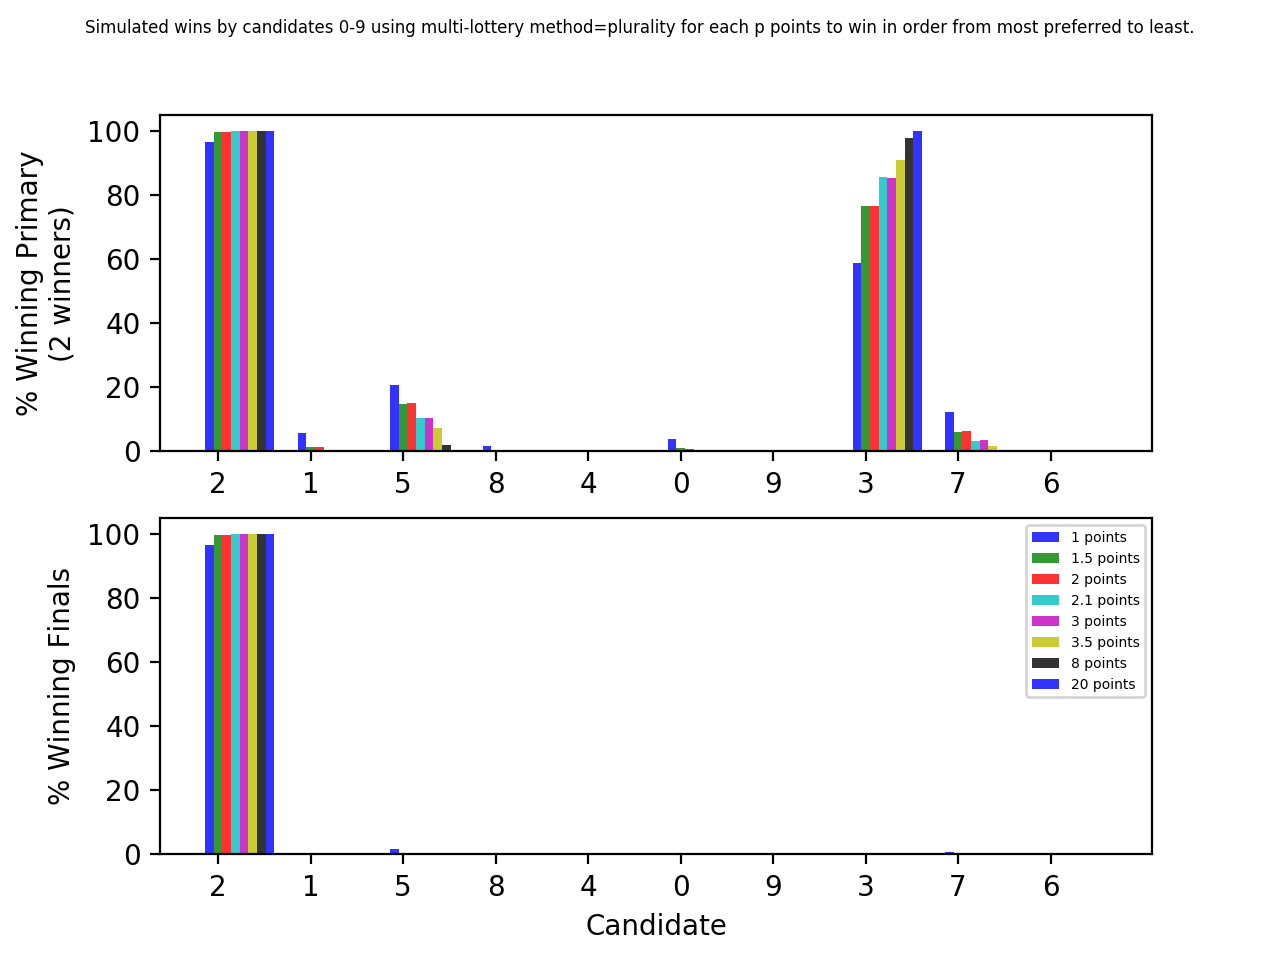 Simulated wins by candidates 0-9 using multi-lottery method=plurality for each p points to win in order from most preferred to least.
% Winning Primary
(2 winners)
100
80
60
40
20
0
2 1 5 8 4 0 9 3 7 6
% Winning Finals
100
80
60
40
20
0
1 points
1.5 points
2 points
2.1 points
3 points
3.5 points
8 points
20 points
2 1 5 8 4 0 9 3 7 6
Candidate